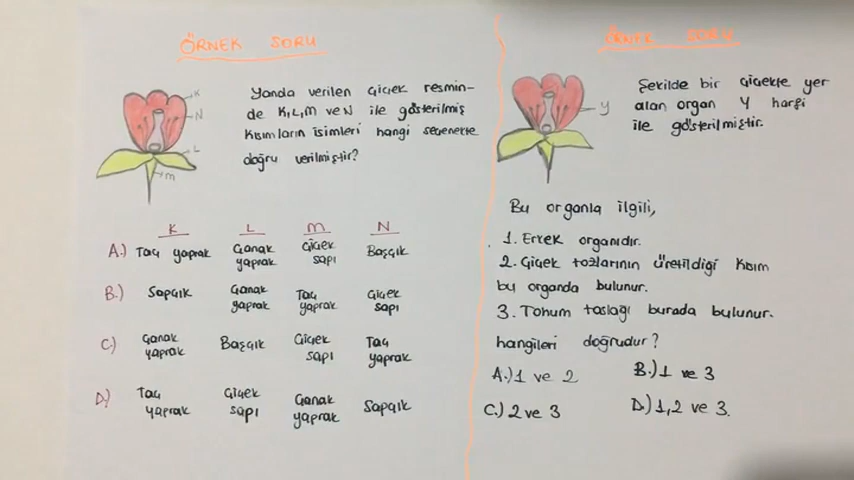 ÖRNEK SORU
K
N
L
M
Yanda verilen çiçek resmin-
de K,L,M ve N ile gösterilmiş
kısımların isimleri hangi seçenekte
doğru verilmiştir?
K L M N
A.) Taç yaprak Çanak yaprak Çiçek sapı Başçık
B.) Sapçık Çanak yaprak Taç yaprak Çiçek sapı
C.) Çanak yaprak Başçık Çiçek sapı Taç yaprak
D.) Taç yaprak Çiçek sapı Çanak yaprak Sapçık
ÖRNEK SORU
Y
Şekilde bir çiçekte yer
alan organ Y harfi
ile gösterilmiştir.
Bu organla ilgili,
1. Erkek organıdır.
2. Çiçek tozlarının üretildiği kısım
bu organda bulunur.
3. Tohum taslağı burada bulunur.
hangileri doğrudur?
A.) 1 ve 2 B.) 1 ve 3
C.) 2 ve 3 D.) 1,2 ve 3.